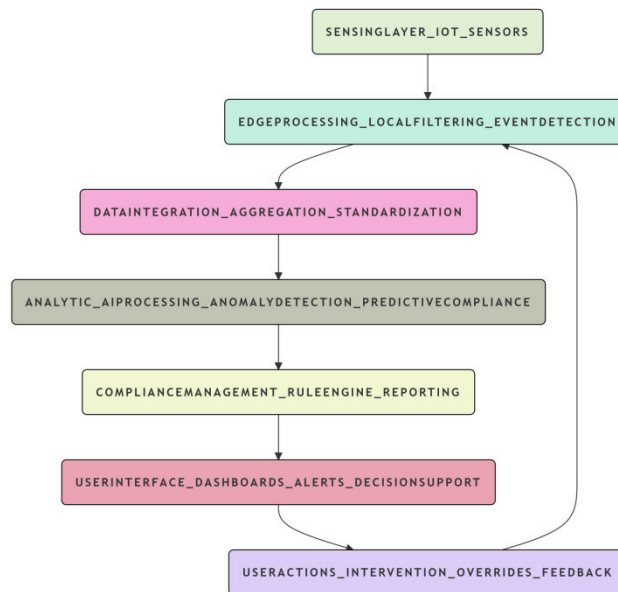 SENSINGLAYER_IOT_SENSORS
EDGEPROCESSING_LOCALFILTERING_EVENTDETECTION
DATAINTEGRATION_AGGREGATION_STANDARDIZATION
ANALYTIC_AIPROCESSING_ANOMALYDETECTION_PREDICTIVECOMPLIANCE
COMPLIANCEMANAGEMENT_RULEENGINE_REPORTING
USERINTERFACE_DASHBOARDS_ALERTS_DECISIONSUPPORT
USERACTIONS_INTERVENTION_OVERRIDES_FEEDBACK